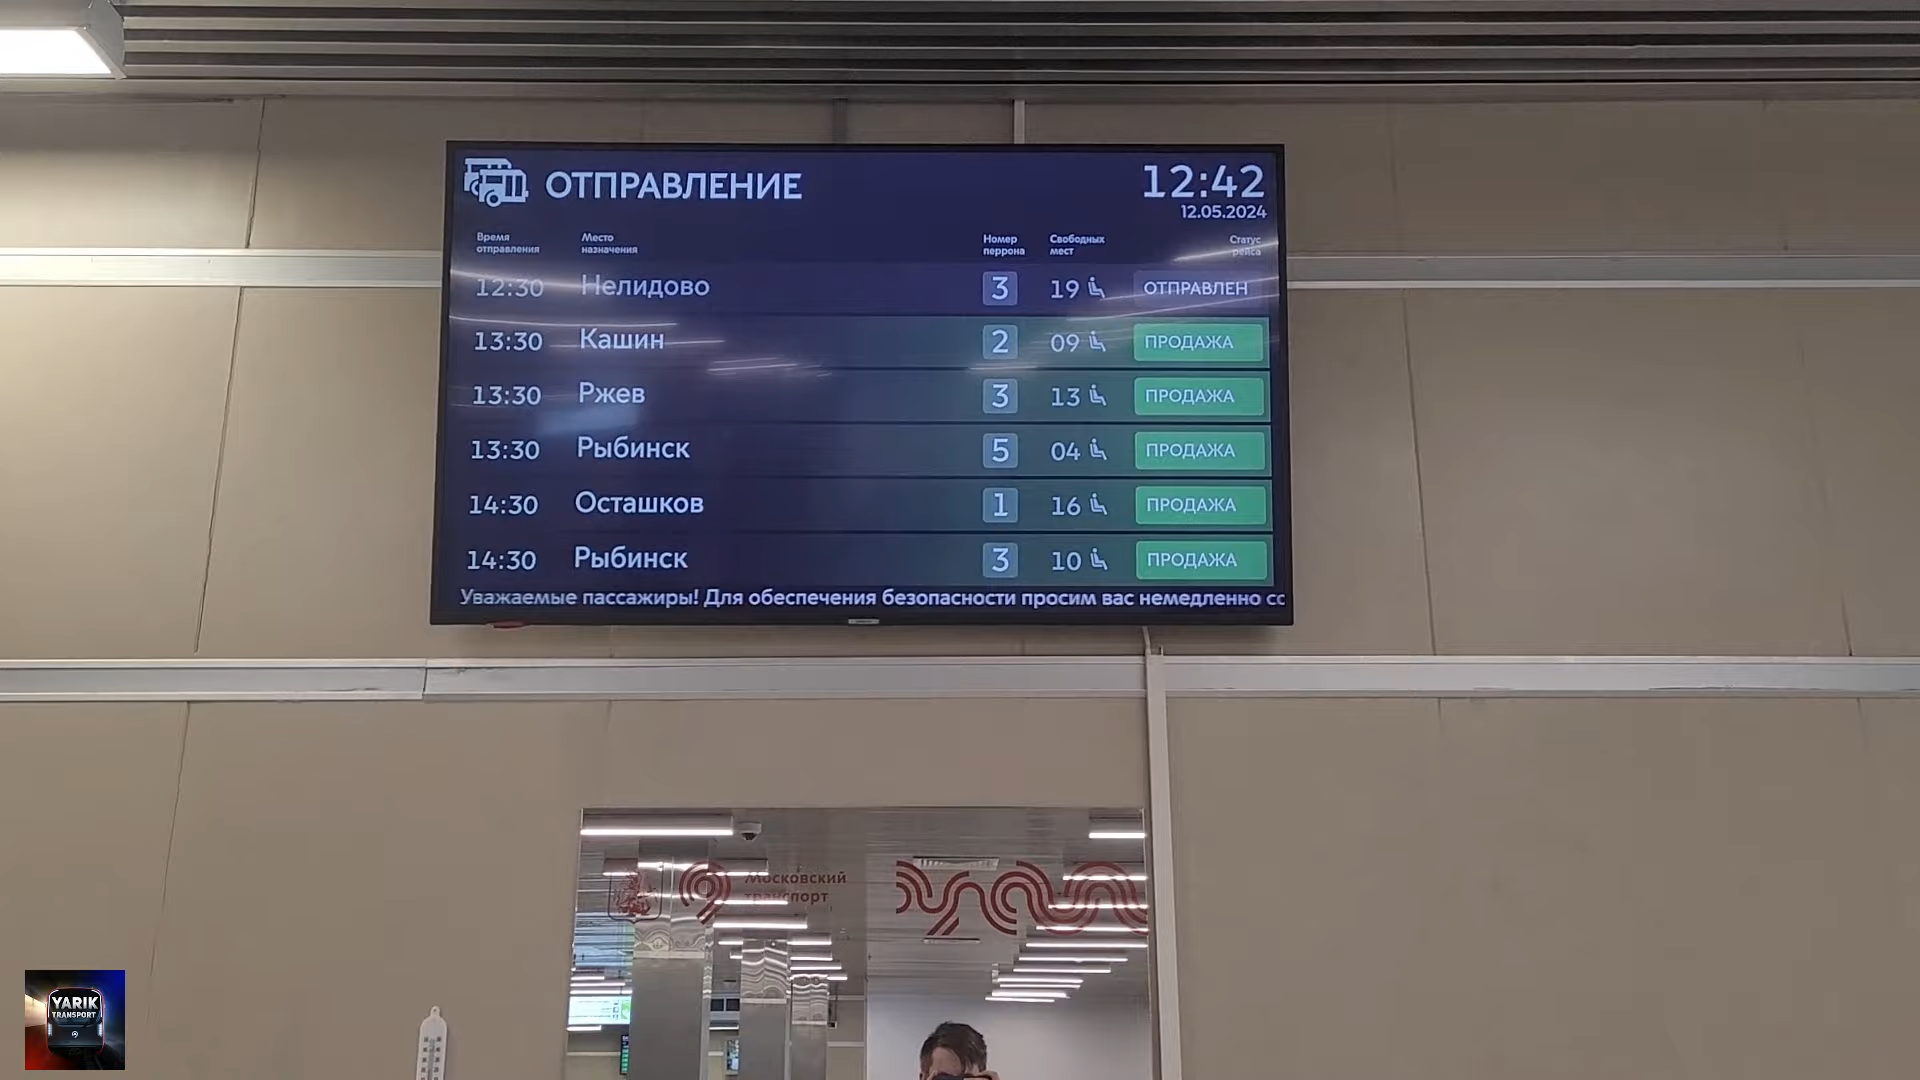 ОТПРАВЛЕНИЕ
12:42
12.05.2024
Время отправления Место назначения Номер перрона Свободных мест Статус рейса
12:30 Нелидово 3 19 ОТПРАВЛЕН
13:30 Кашин 2 09 ПРОДАЖА
13:30 Ржев 3 13 ПРОДАЖА
13:30 Рыбинск 5 04 ПРОДАЖА
14:30 Осташков 1 16 ПРОДАЖА
14:30 Рыбинск 3 10 ПРОДАЖА
Уважаемые пассажиры! Для обеспечения безопасности просим вас немедленно сс
Московский
транспорт
YARIK
TRANSPORT